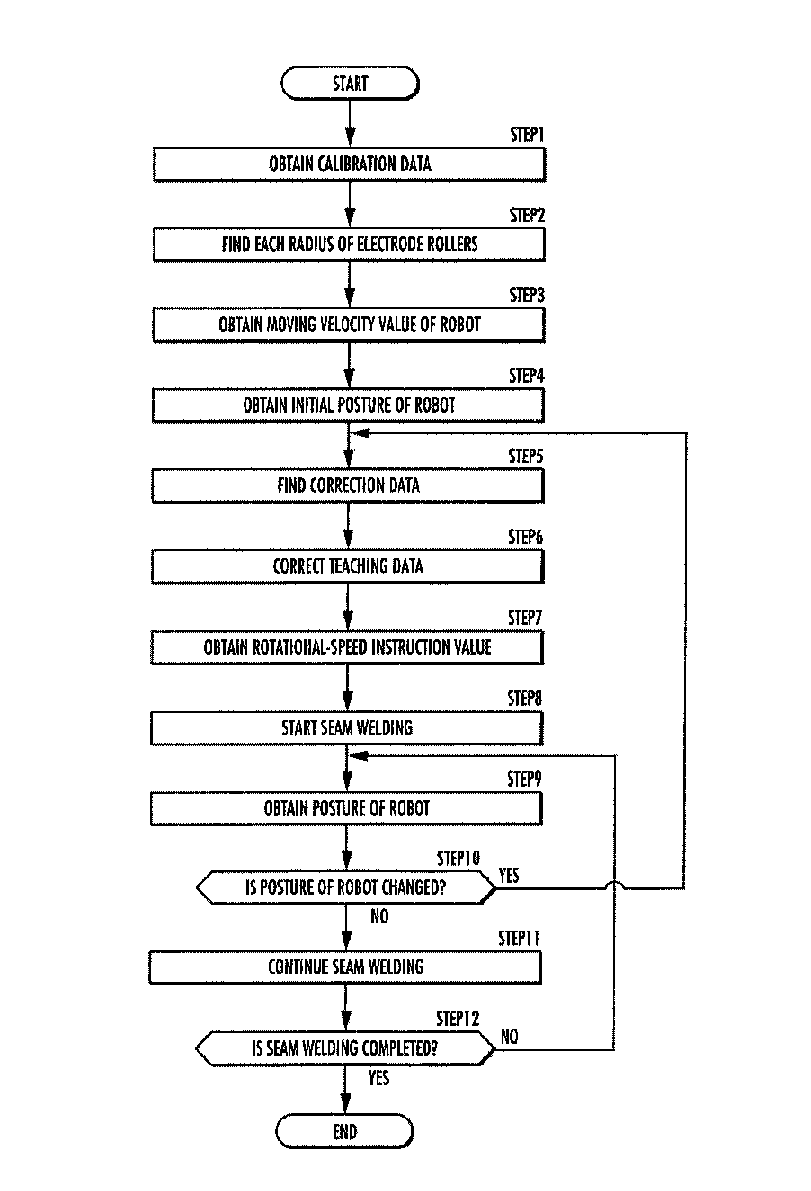 START
STEP1
OBTAIN CALIBRATION DATA
STEP2
FIND EACH RADIUS OF ELECTRODE ROLLERS
STEP3
OBTAIN MOVING VELOCITY VALUE OF ROBOT
STEP4
OBTAIN INITIAL POSTURE OF ROBOT
STEP5
FIND CORRECTION DATA
STEP6
CORRECT TEACHING DATA
STEP7
OBTAIN ROTATIONAL-SPEED INSTRUCTION VALUE
STEP8
START SEAM WELDING
STEP9
OBTAIN POSTURE OF ROBOT
STEP10
IS POSTURE OF ROBOT CHANGED?
YES
NO
STEP11
CONTINUE SEAM WELDING
STEP12
IS SEAM WELDING COMPLETED?
NO
YES
END